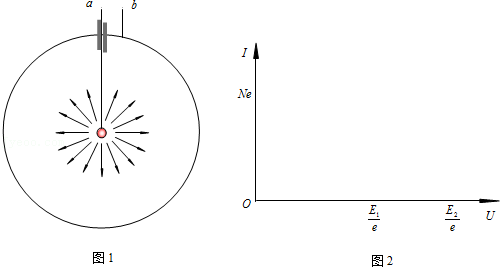 a b
I
Ne
O
E₁/e E₂/e U
图1
图2